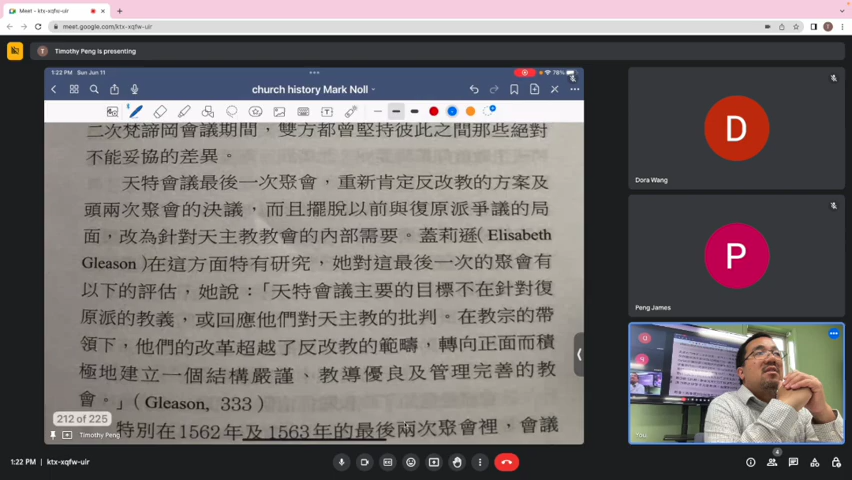 Meet - ktx-xqfw-uir
meet.google.com/ktx-xqfw-uir
T
Timothy Peng is presenting
1:22 PM Sun Jun 11
78%
church history Mark Noll
二次梵諦岡會議期間，雙方都曾堅持彼此之間那些絕對
不能妥協的差異。
天特會議最後一次聚會，重新肯定反改教的方案及
頭兩次聚會的決議，而且擺脫以前與復原派爭議的局
面，改為針對天主教教會的內部需要。蓋莉遜（Elisabeth
Gleason）在這方面特有研究，她對這最後一次的聚會有
以下的評估，她說：「天特會議主要的目標不在針對復
原派的教義，或回應他們對天主教的批判。在教宗的帶
領下，他們的改革超越了反改教的範疇，轉向正面而積
極地建立一個結構嚴謹、教導優良及管理完善的教
會。」（Gleason, 333）
212 of 225
特別在1562年及1563年的最後兩次聚會裡，會議
Timothy Peng
D
Dora Wang
P
Peng James
You
1:22 PM | ktx-xqfw-uir
4